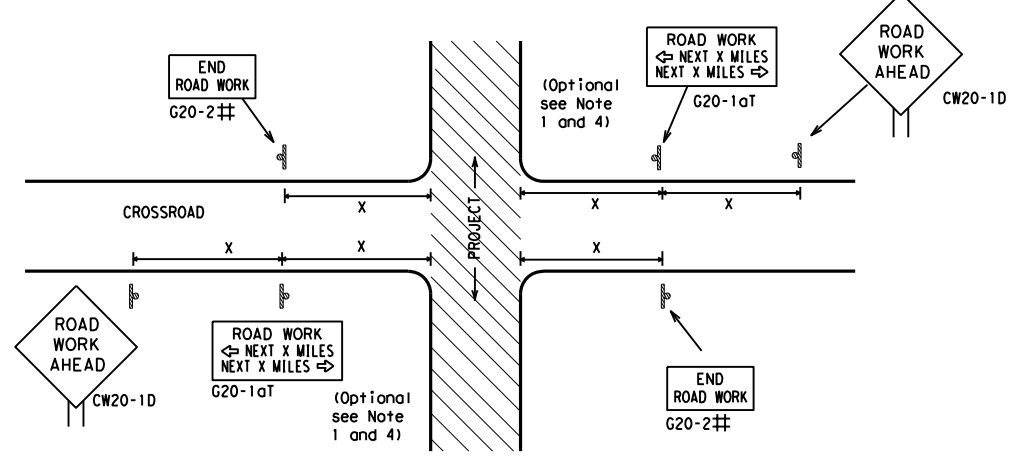 ROAD
WORK
AHEAD
CW20-1D
ROAD WORK
⇦ NEXT X MILES
NEXT X MILES ⇨
G20-1aT
(Optional
see Note
1 and 4)
END
ROAD WORK
G20-2#
X
X
X
CROSSROAD
PROJECT
X
X
X
ROAD
WORK
AHEAD
CW20-1D
ROAD WORK
⇦ NEXT X MILES
NEXT X MILES ⇨
G20-1aT
(Optional
see Note
1 and 4)
END
ROAD WORK
G20-2#